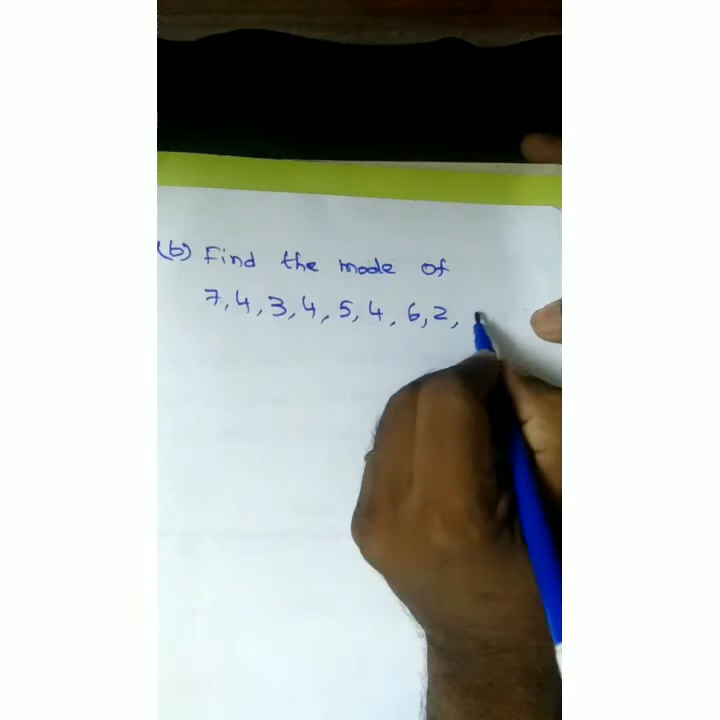 (b) Find the mode of
7, 4, 3, 4, 5, 4, 6, 2,